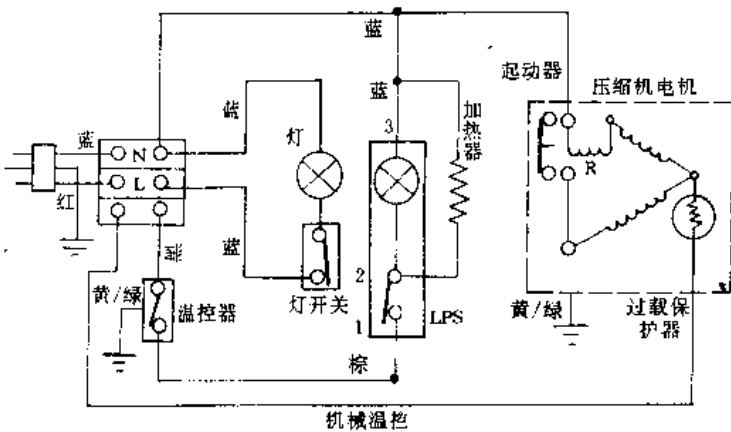 蓝
起动器
压缩机电机
蓝
蓝
加热器
蓝
N
灯
3
R
L
红
蓝
2
黄/绿
温控器
灯开关
1
LPS
黄/绿
过载保
护器
棕
机械温控